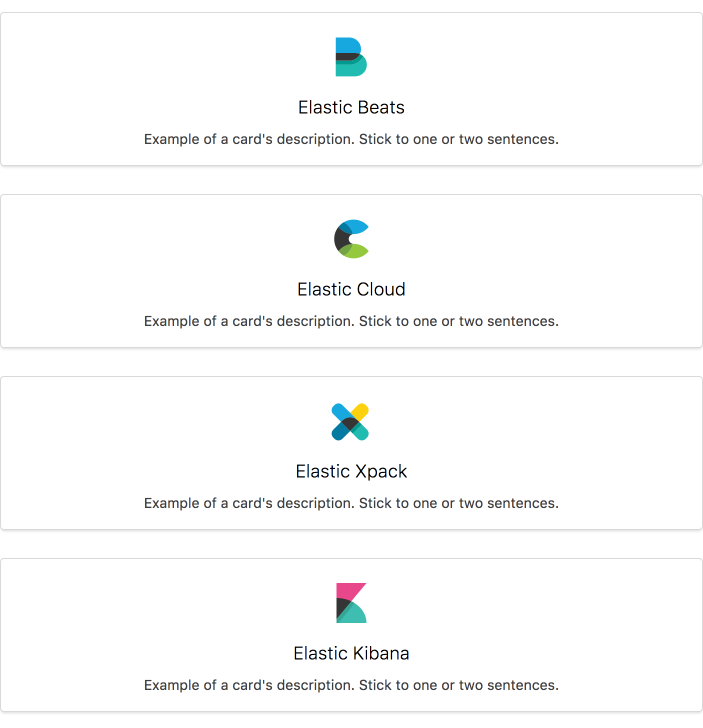 Elastic Beats
Example of a card's description. Stick to one or two sentences.
Elastic Cloud
Example of a card's description. Stick to one or two sentences.
Elastic Xpack
Example of a card's description. Stick to one or two sentences.
Elastic Kibana
Example of a card's description. Stick to one or two sentences.